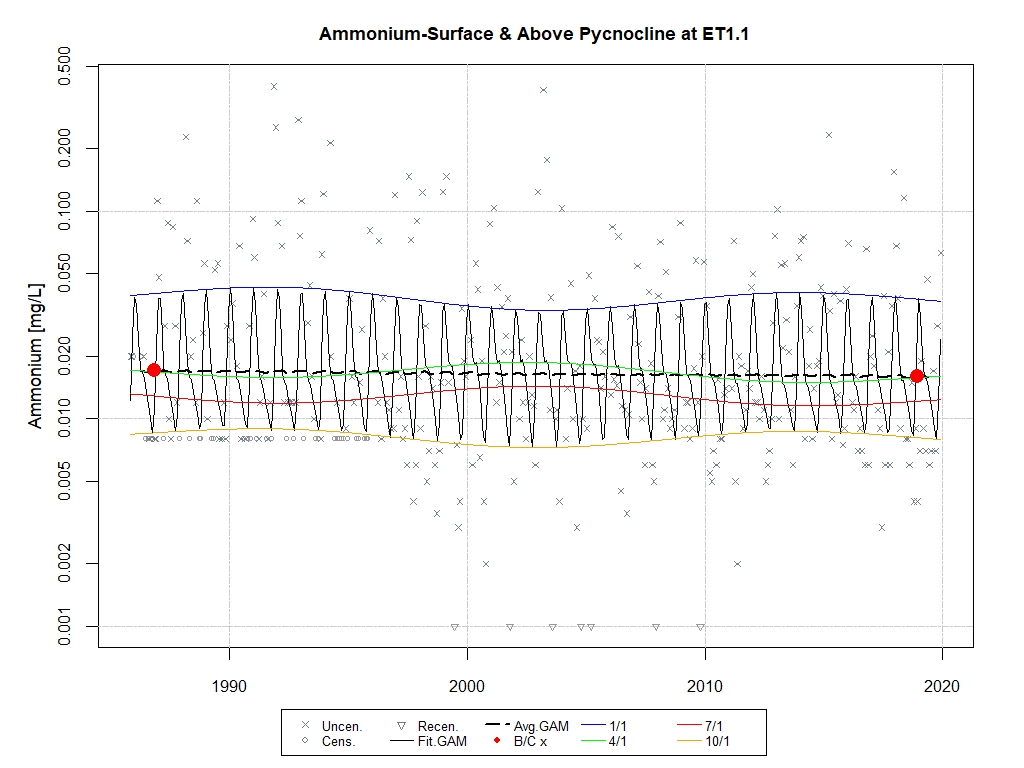 Ammonium-Surface & Above Pycnocline at ET1.1
Ammonium [mg/L]
0.500
0.200
0.100
0.050
0.020
0.010
0.005
0.002
0.001
1990 2000 2010 2020
Uncen. Recen. Avg.GAM 1/1 7/1
Cens. Fit.GAM B/C x 4/1 10/1